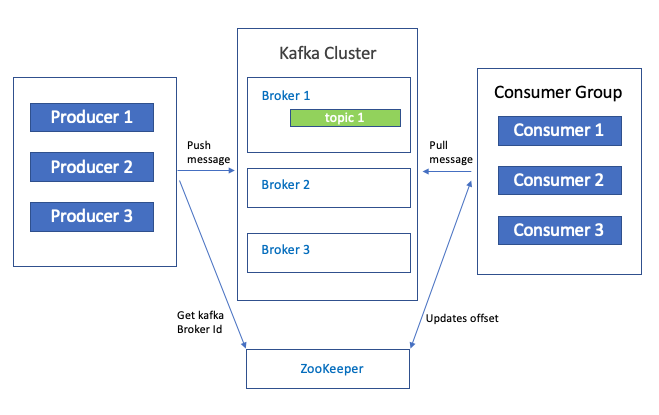 Kafka Cluster
Producer 1
Producer 2
Producer 3
Push
message
Broker 1
topic 1
Broker 2
Broker 3
Pull
message
Consumer Group
Consumer 1
Consumer 2
Consumer 3
Get kafka
Broker Id
Updates offset
ZooKeeper